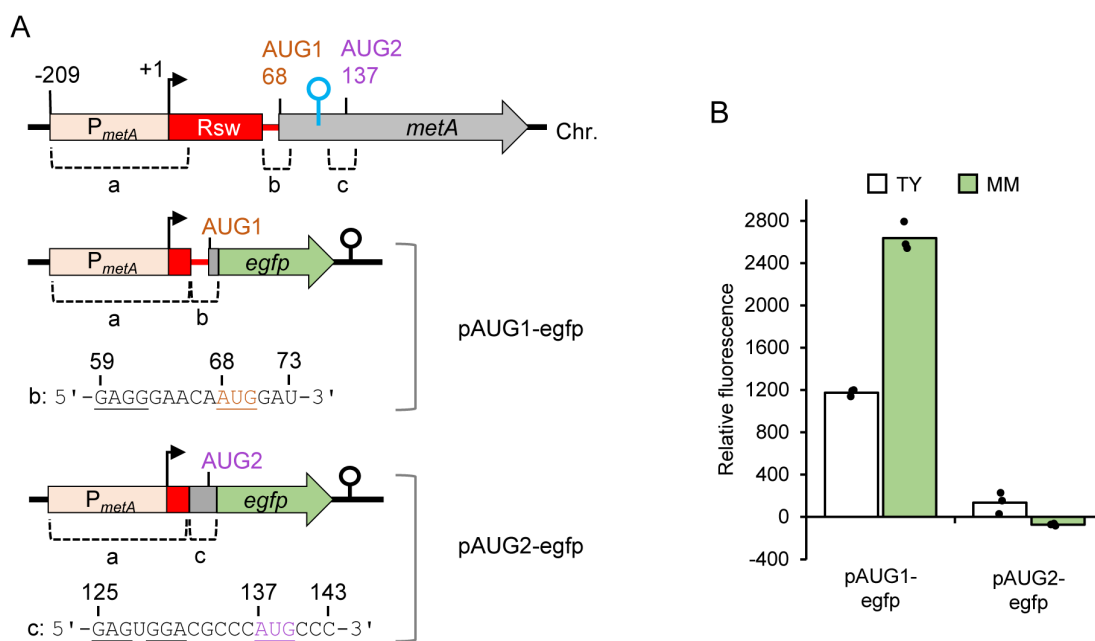 A
AUG1
AUG2
-209
+1
68
137
PmetA
Rsw
metA
Chr.
a
b
c
AUG1
PmetA
egfp
a
b
pAUG1-egfp
59
68
73
b: 5'-GAGGGAACAAUGGAU-3'
AUG2
PmetA
egfp
a
c
pAUG2-egfp
125
137
143
c: 5'-GAGUGGACGCCCAUGCCC-3'
B
TY
MM
Relative fluorescence
2800
2400
2000
1600
1200
800
400
0
-400
pAUG1-
egfp
pAUG2-
egfp